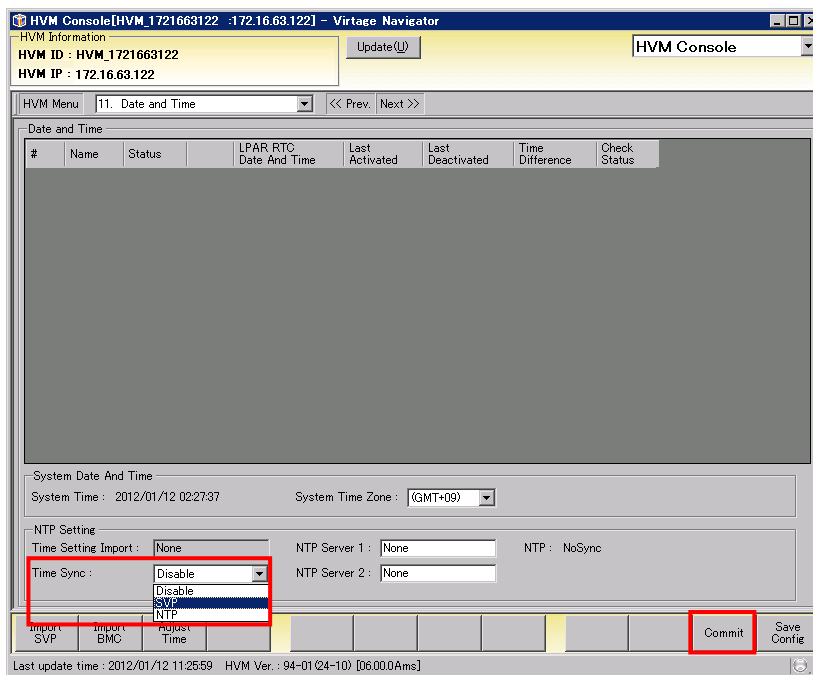 HVM Console[HVM_1721663122 :172.16.63.122] - Virtage Navigator
HVM Information
HVM ID : HVM_1721663122
HVM IP : 172.16.63.122
Update(U)
HVM Console
HVM Menu 11. Date and Time << Prev. Next >>
Date and Time
# Name Status LPAR RTC Date And Time Last Activated Last Deactivated Time Difference Check Status
System Date And Time
System Time : 2012/01/12 02:27:37 System Time Zone : (GMT+09)
NTP Setting
Time Setting Import : None NTP Server 1 : None NTP : NoSync
Time Sync : Disable NTP Server 2 : None
Disable
SVP
NTP
Import SVP Import BMC Adjust Time Commit Save Config
Last update time : 2012/01/12 11:25:59 HVM Ver. : 94-01(24-10) [06.00.0Ams]